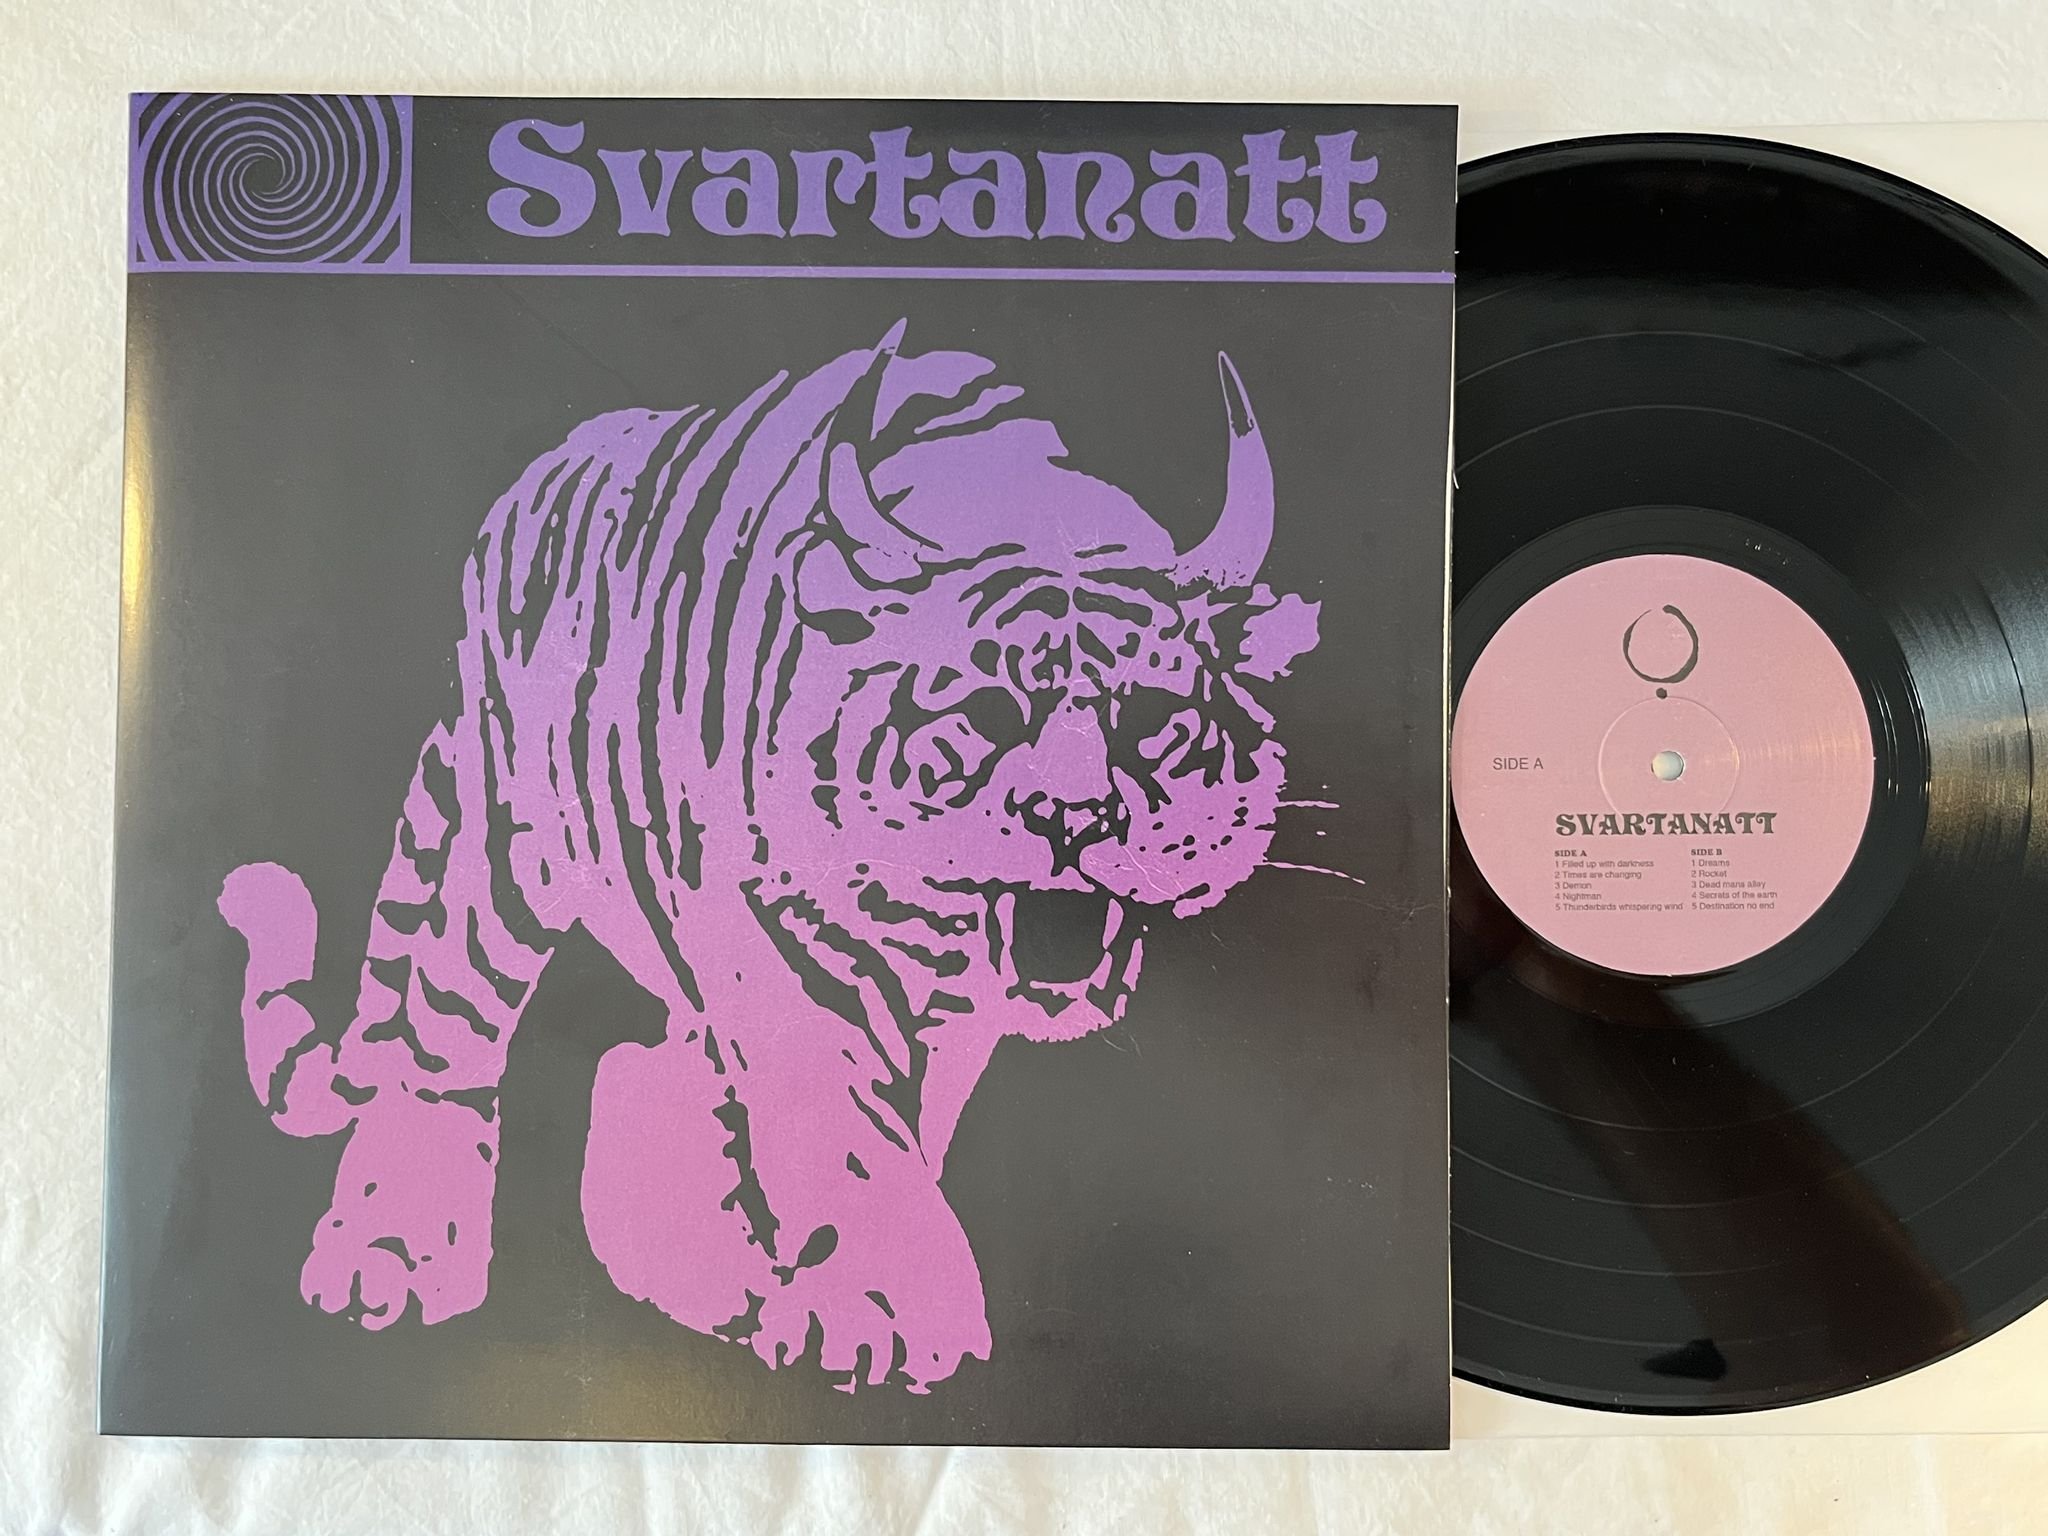 Svartanatt
SIDE A
SVARTANATT
SIDE A
1 Filled up with darkness
2 Times are changing
3 Demon
4 Nightman
5 Thunderbirds whispering wind
SIDE B
1 Dreams
2 Rocket
3 Dead mans alley
4 Secrets of the earth
5 Destination no end